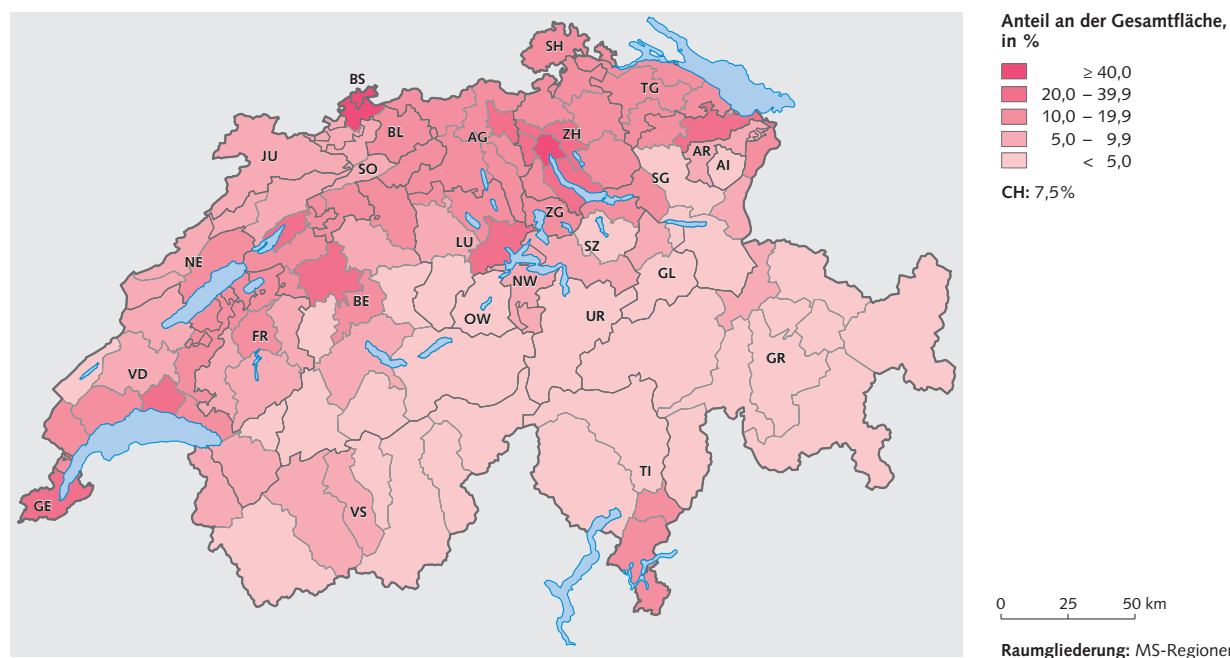 SH
BS
TG
BL
AG
ZH
JU
SO
AR
AI
SG
ZG
LU
SZ
NE
NW
GL
BE
OW
UR
FR
GR
VD
TI
GE
VS
Anteil an der Gesamtfläche,
in %
≥ 40,0
20,0 – 39,9
10,0 – 19,9
5,0 – 9,9
< 5,0
CH: 7,5%
0 25 50 km
Raumgliederung: MS-Regionen